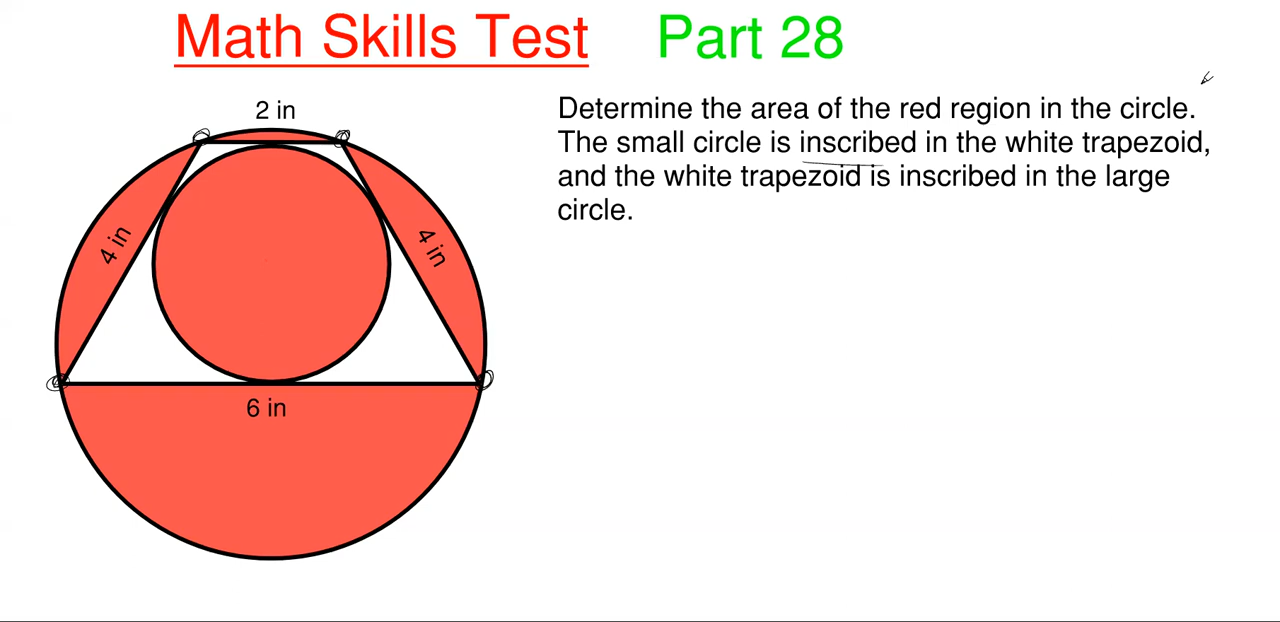 Math Skills Test Part 28
2 in
Determine the area of the red region in the circle.
The small circle is inscribed in the white trapezoid,
and the white trapezoid is inscribed in the large
circle.
4 in
4 in
6 in